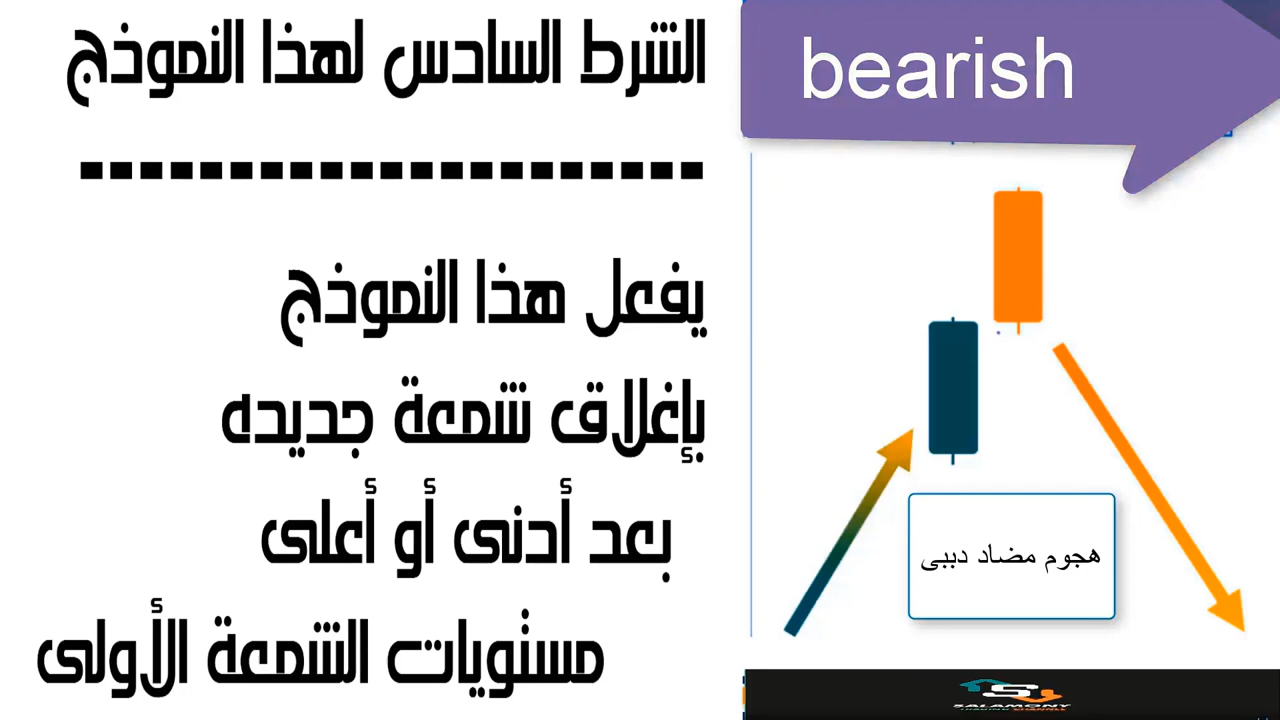 الشرط السادس لهذا النموذج
----------------------
يفعل هذا النموذج
بإغلاق شمعة جديده
بعد أدنى أو أعلى
مستويات الشمعة الأولى
bearish
هجوم مضاد دببى
SALAMONY